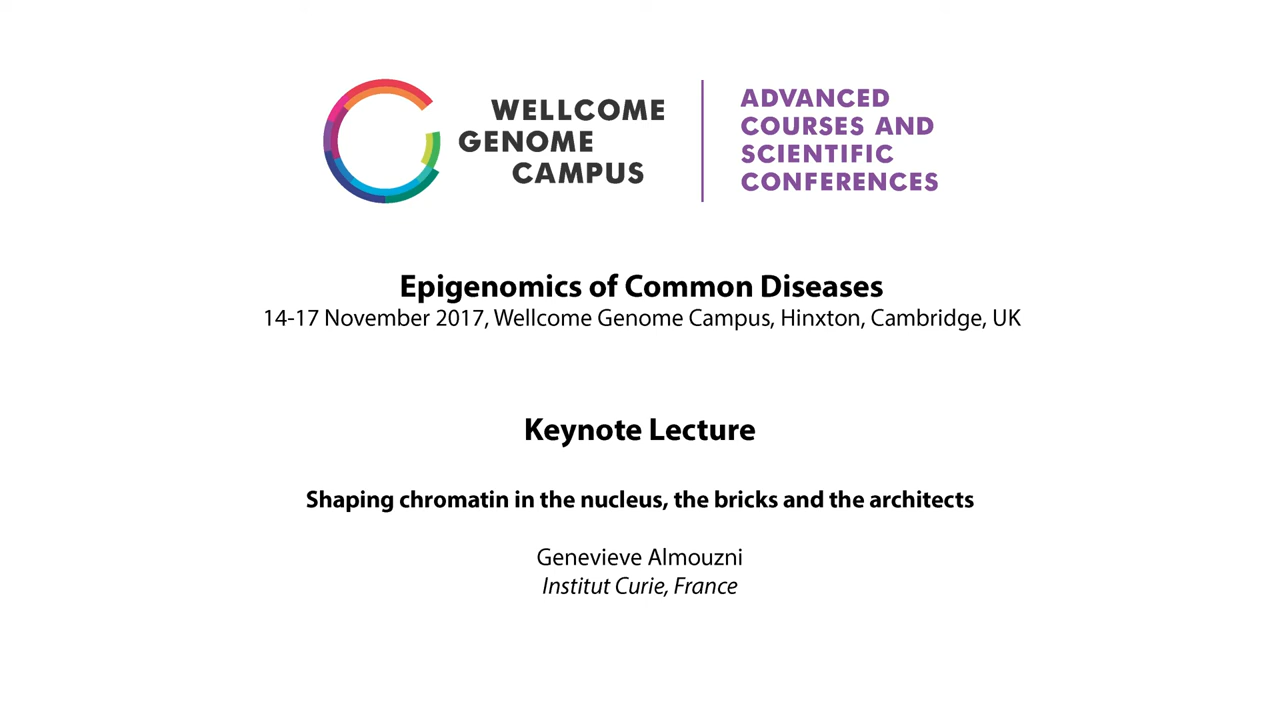 WELLCOME
GENOME
CAMPUS
ADVANCED
COURSES AND
SCIENTIFIC
CONFERENCES
Epigenomics of Common Diseases
14-17 November 2017, Wellcome Genome Campus, Hinxton, Cambridge, UK
Keynote Lecture
Shaping chromatin in the nucleus, the bricks and the architects
Genevieve Almouzni
Institut Curie, France